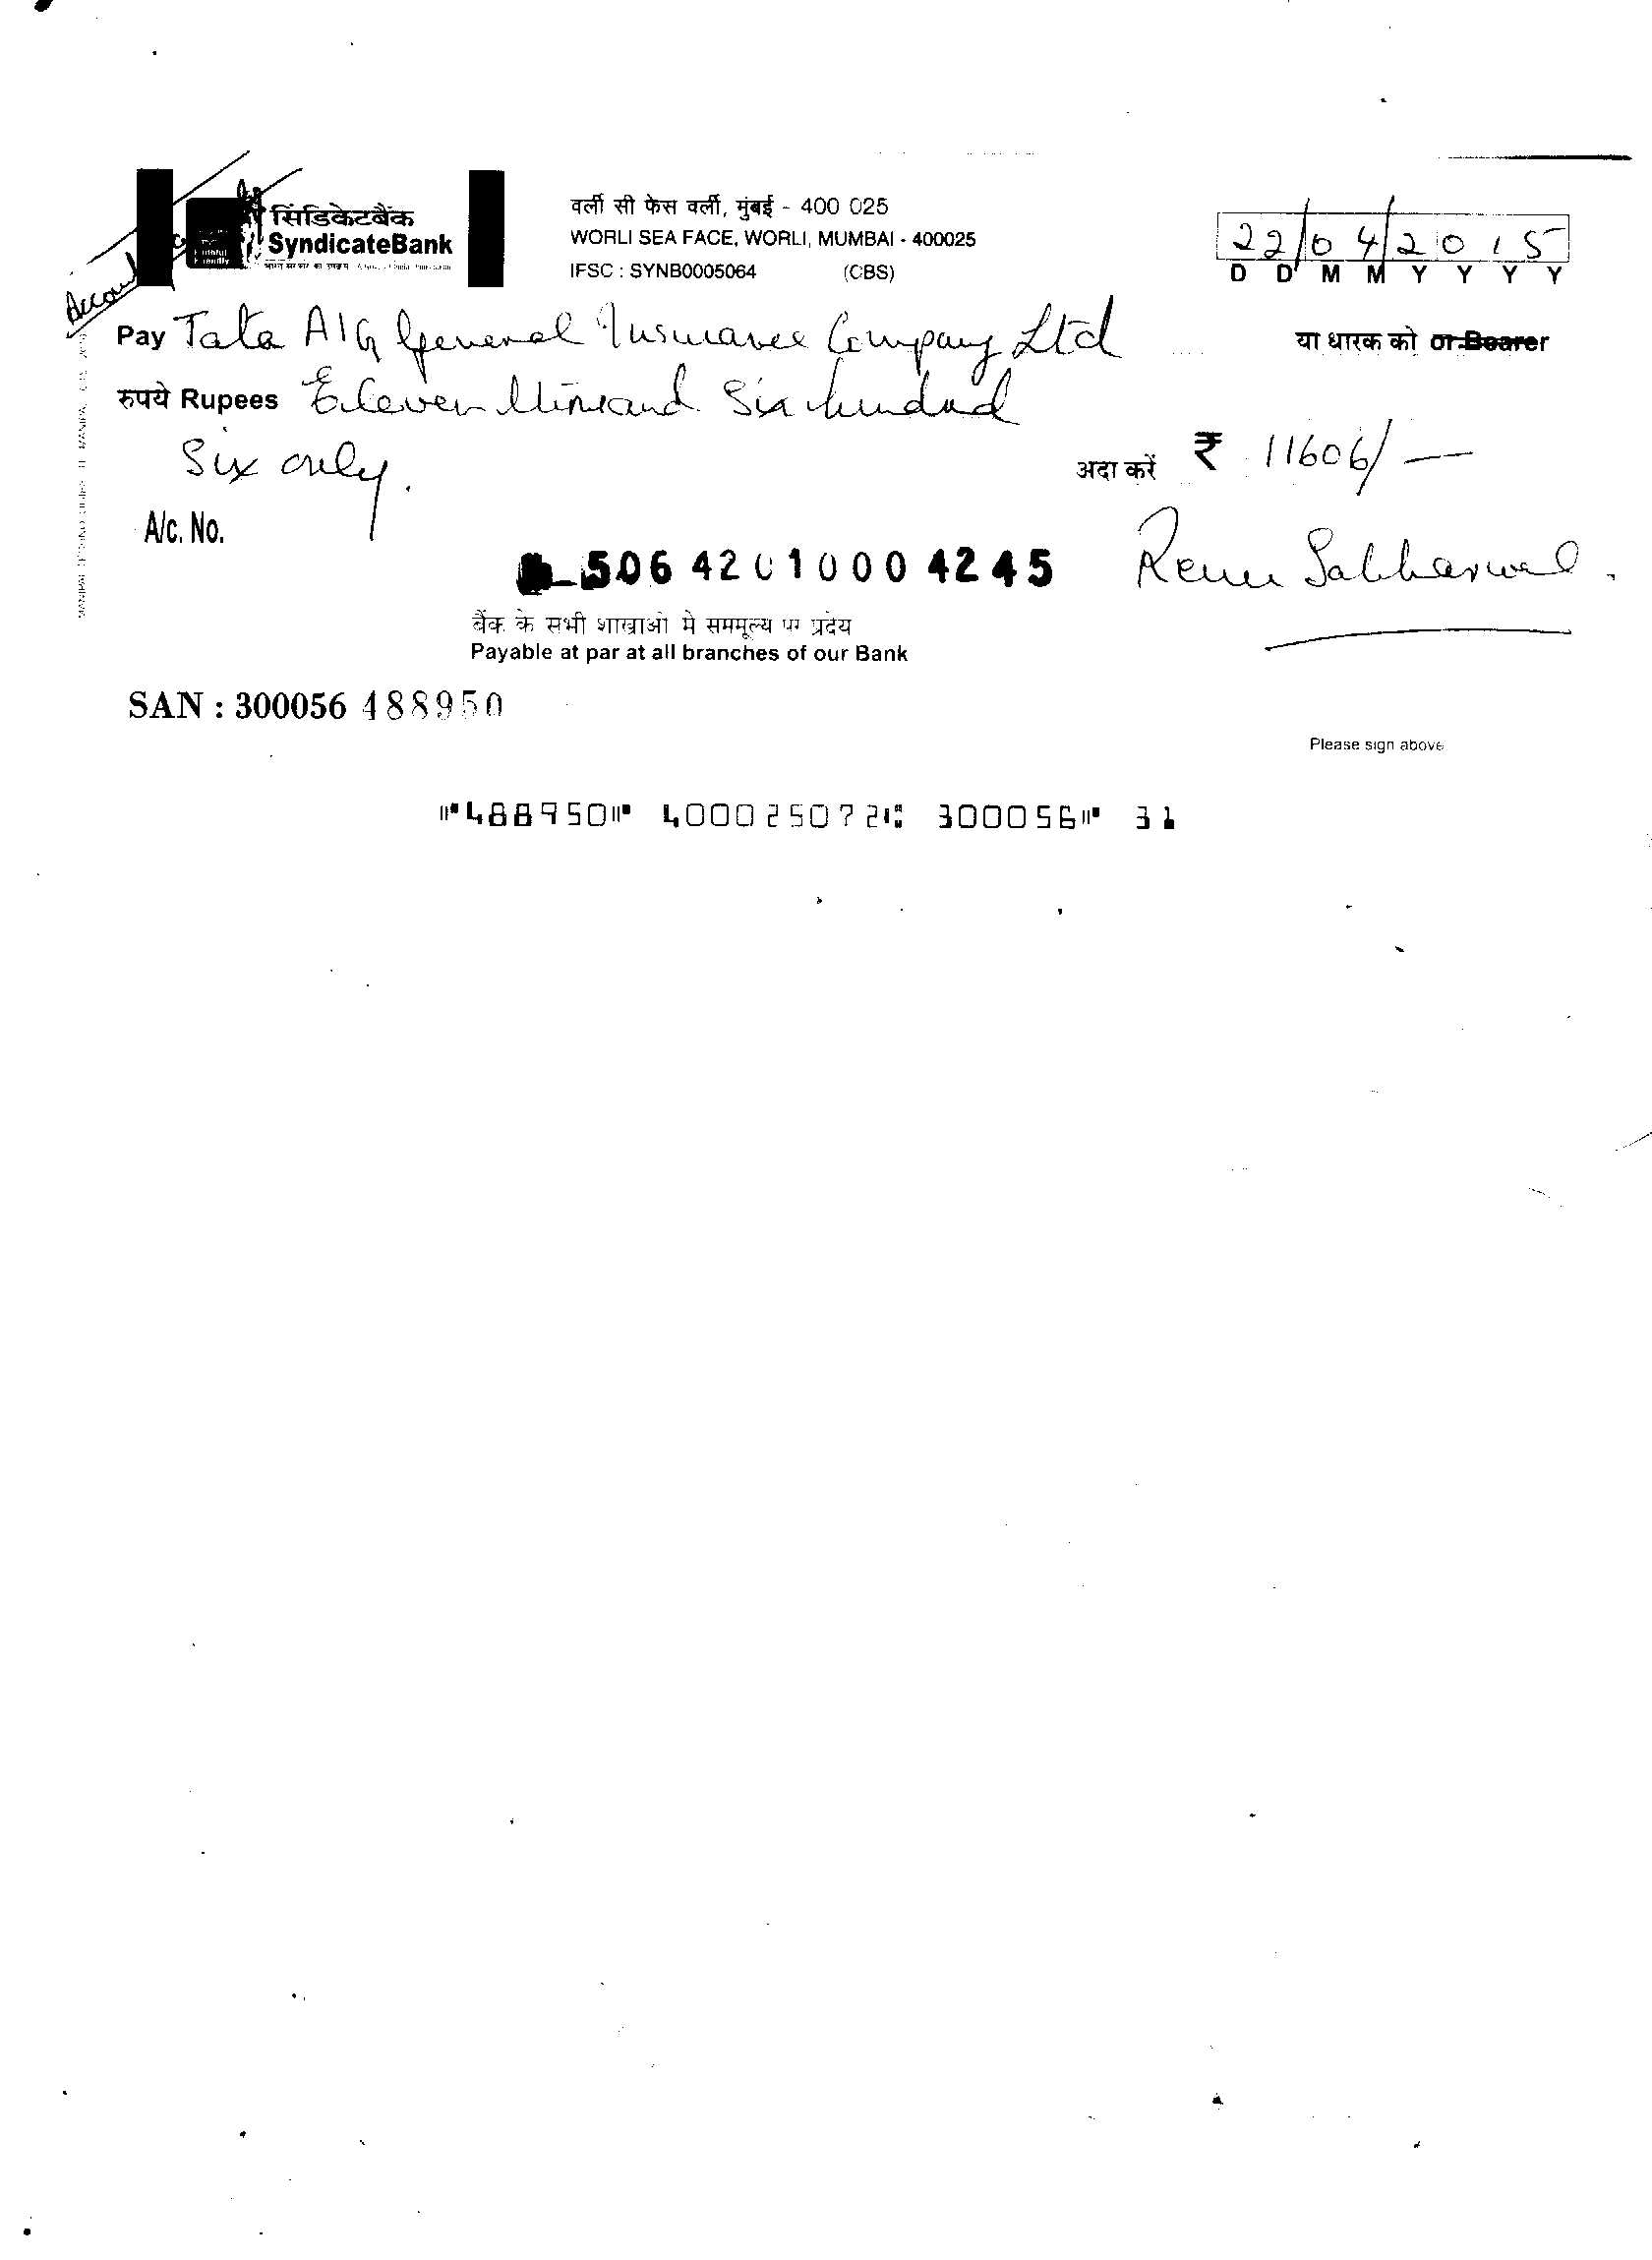 Account
सिंडिकेटबैंक
SyndicateBank
वर्ली सी फेस वर्ली, मुंबई - 400 025
WORLI SEA FACE, WORLI, MUMBAI - 400025
IFSC : SYNB0005064 (CBS)
22/04/2015
D D M M Y Y Y Y
Pay Tata AIG General Insurance Company Ltd या धारक को or Bearer
रुपये Rupees Eleven thousand Six hundred
Six only.
अदा करें ₹ 11606/-
A/c. No.
50642010004245
Renu Sabharwal
बैंक के सभी शाखाओं में सममूल्य पर प्रदेय
Payable at par at all branches of our Bank
SAN : 300056 488950
Please sign above
⑈488950⑈ 400025072⑆ 300056⑈ 31